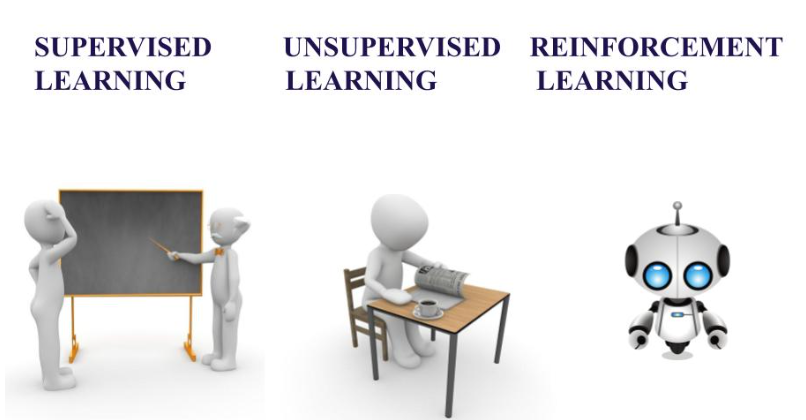 SUPERVISED
LEARNING
UNSUPERVISED
LEARNING
REINFORCEMENT
LEARNING